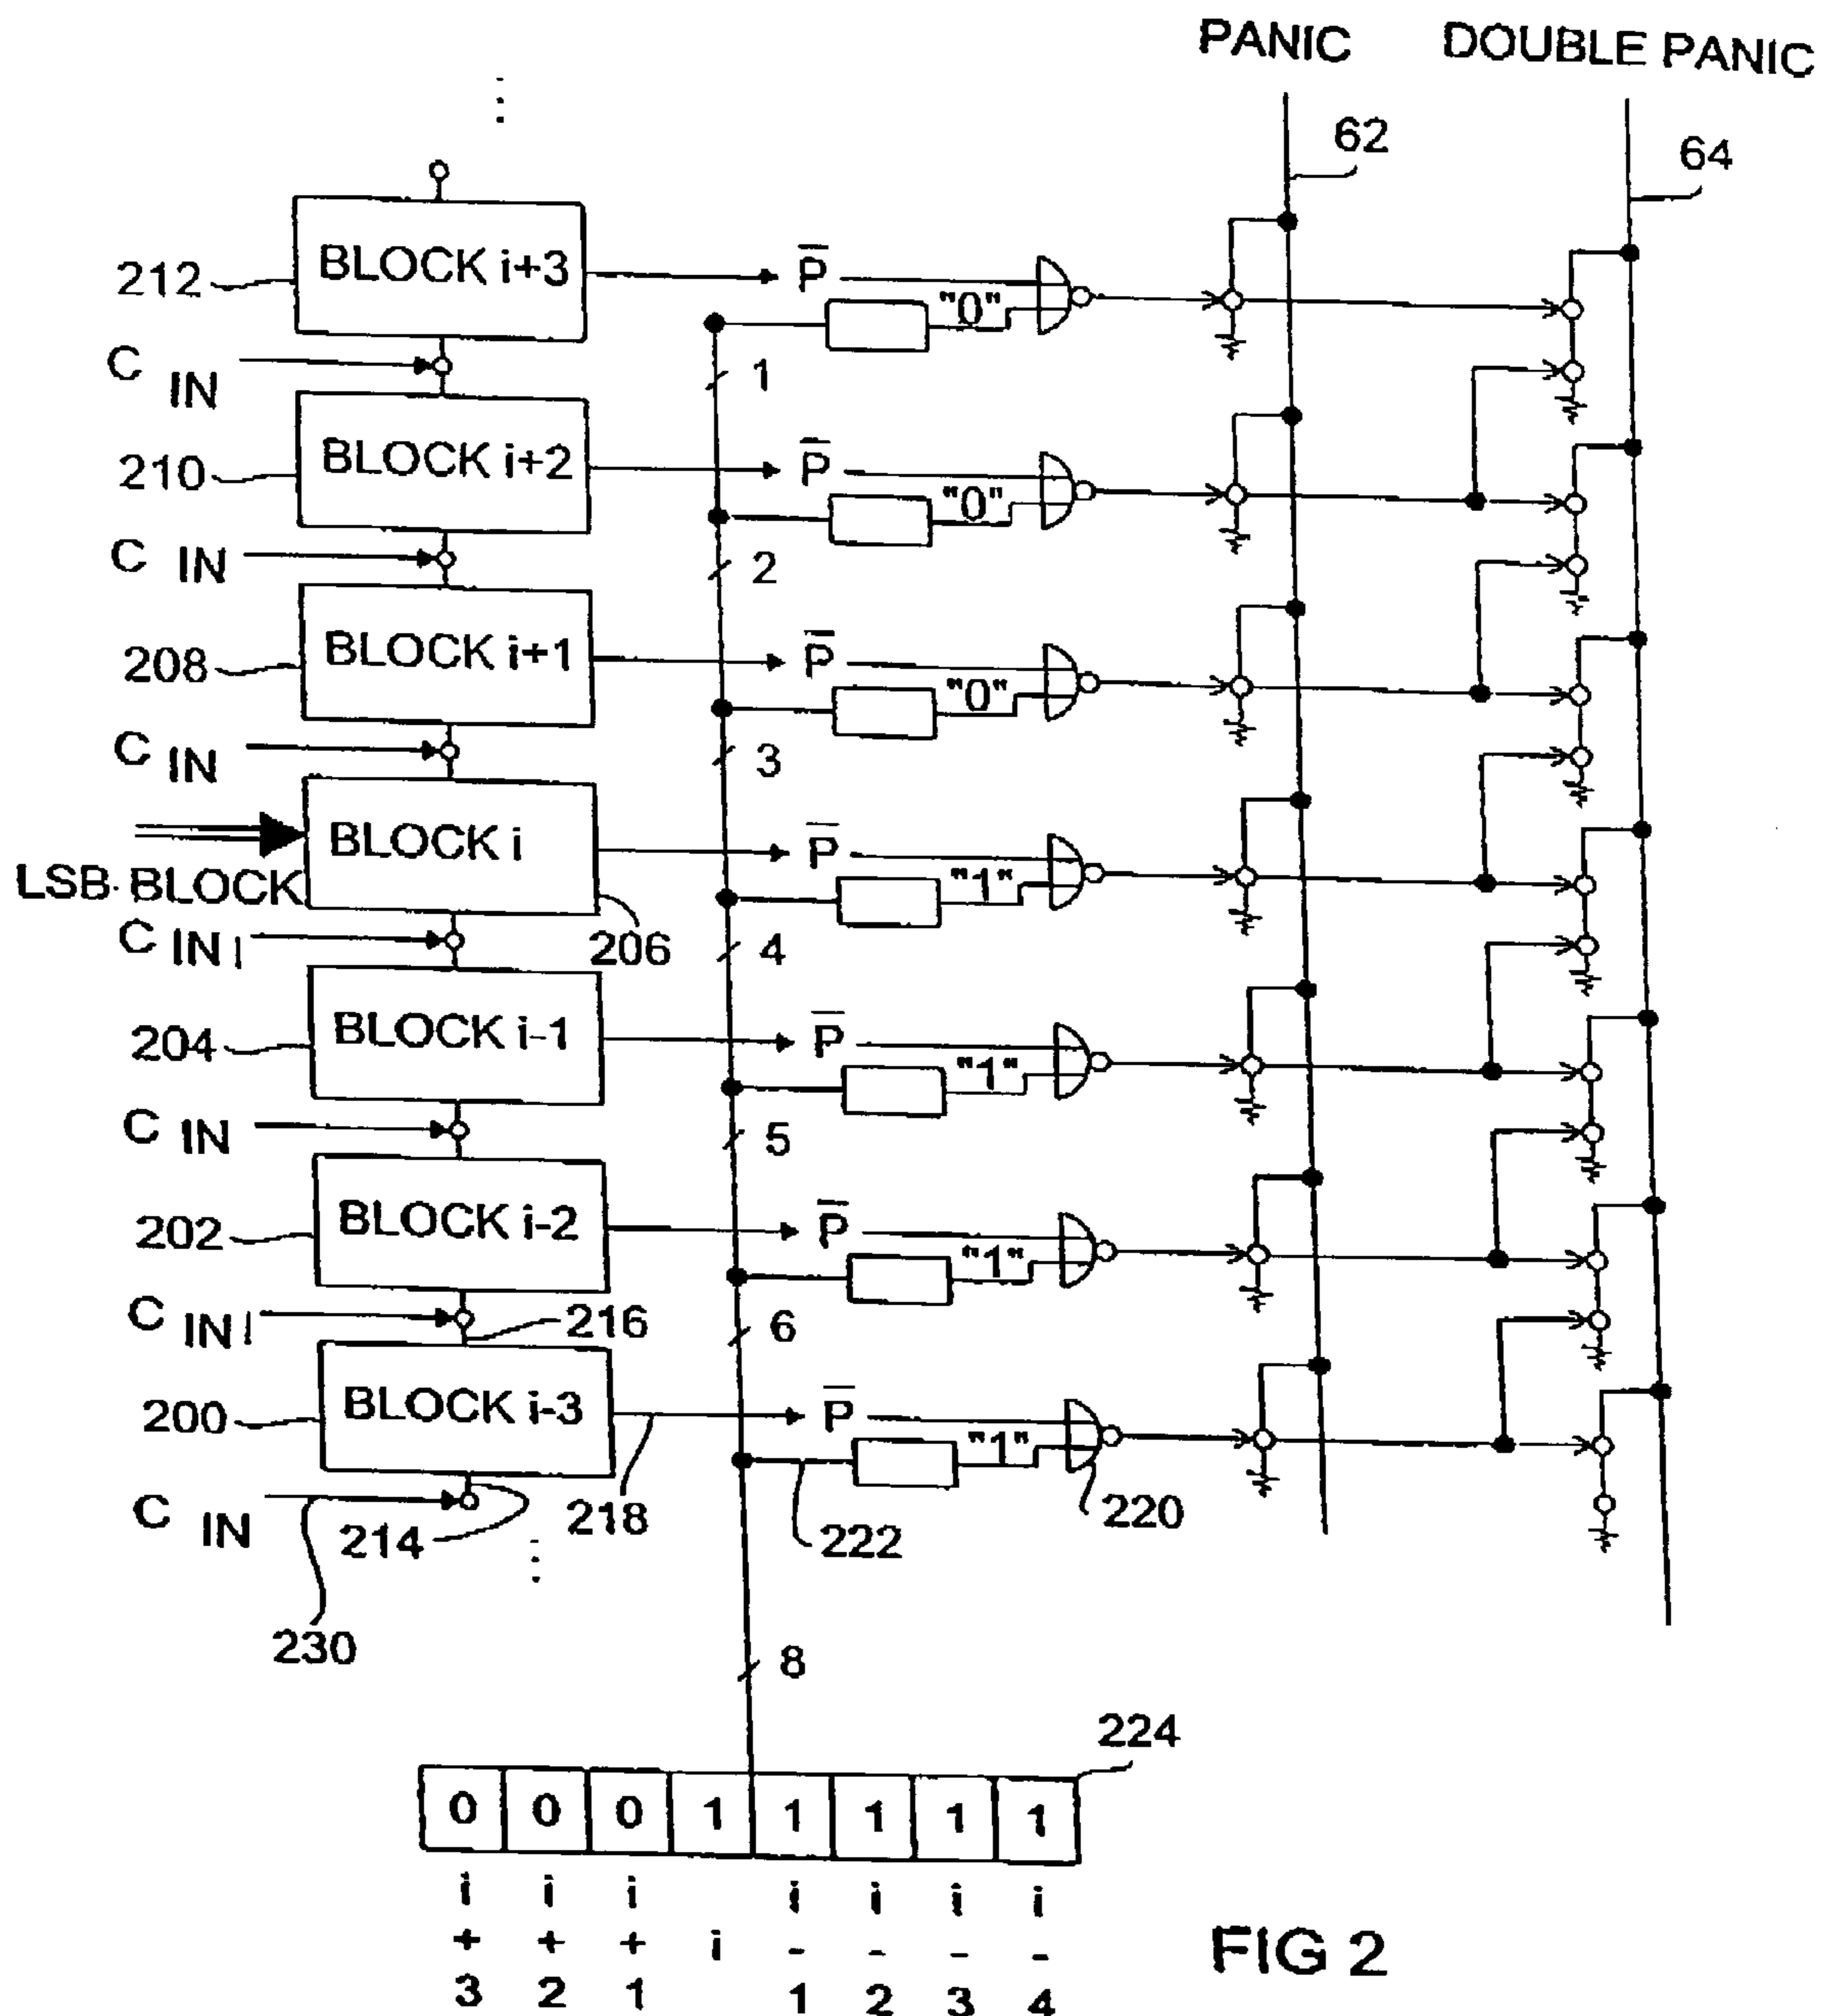 PANIC DOUBLE PANIC
62
64
BLOCK i+3
212
P̅
"0"
1
C IN
BLOCK i+2
210
P̅
"0"
2
C IN
BLOCK i+1
208
P̅
"0"
3
C IN
BLOCK i
LSB BLOCK
206
P̅
"1"
4
C IN
BLOCK i-1
204
P̅
"1"
5
C IN
BLOCK i-2
202
P̅
"1"
6
C IN
216
BLOCK i-3
200
P̅
"1"
C IN
214
218
222
220
230
8
224
0 0 0 1 1 1 1 1
i+3 i+2 i+1 i i-1 i-2 i-3 i-4
FIG 2